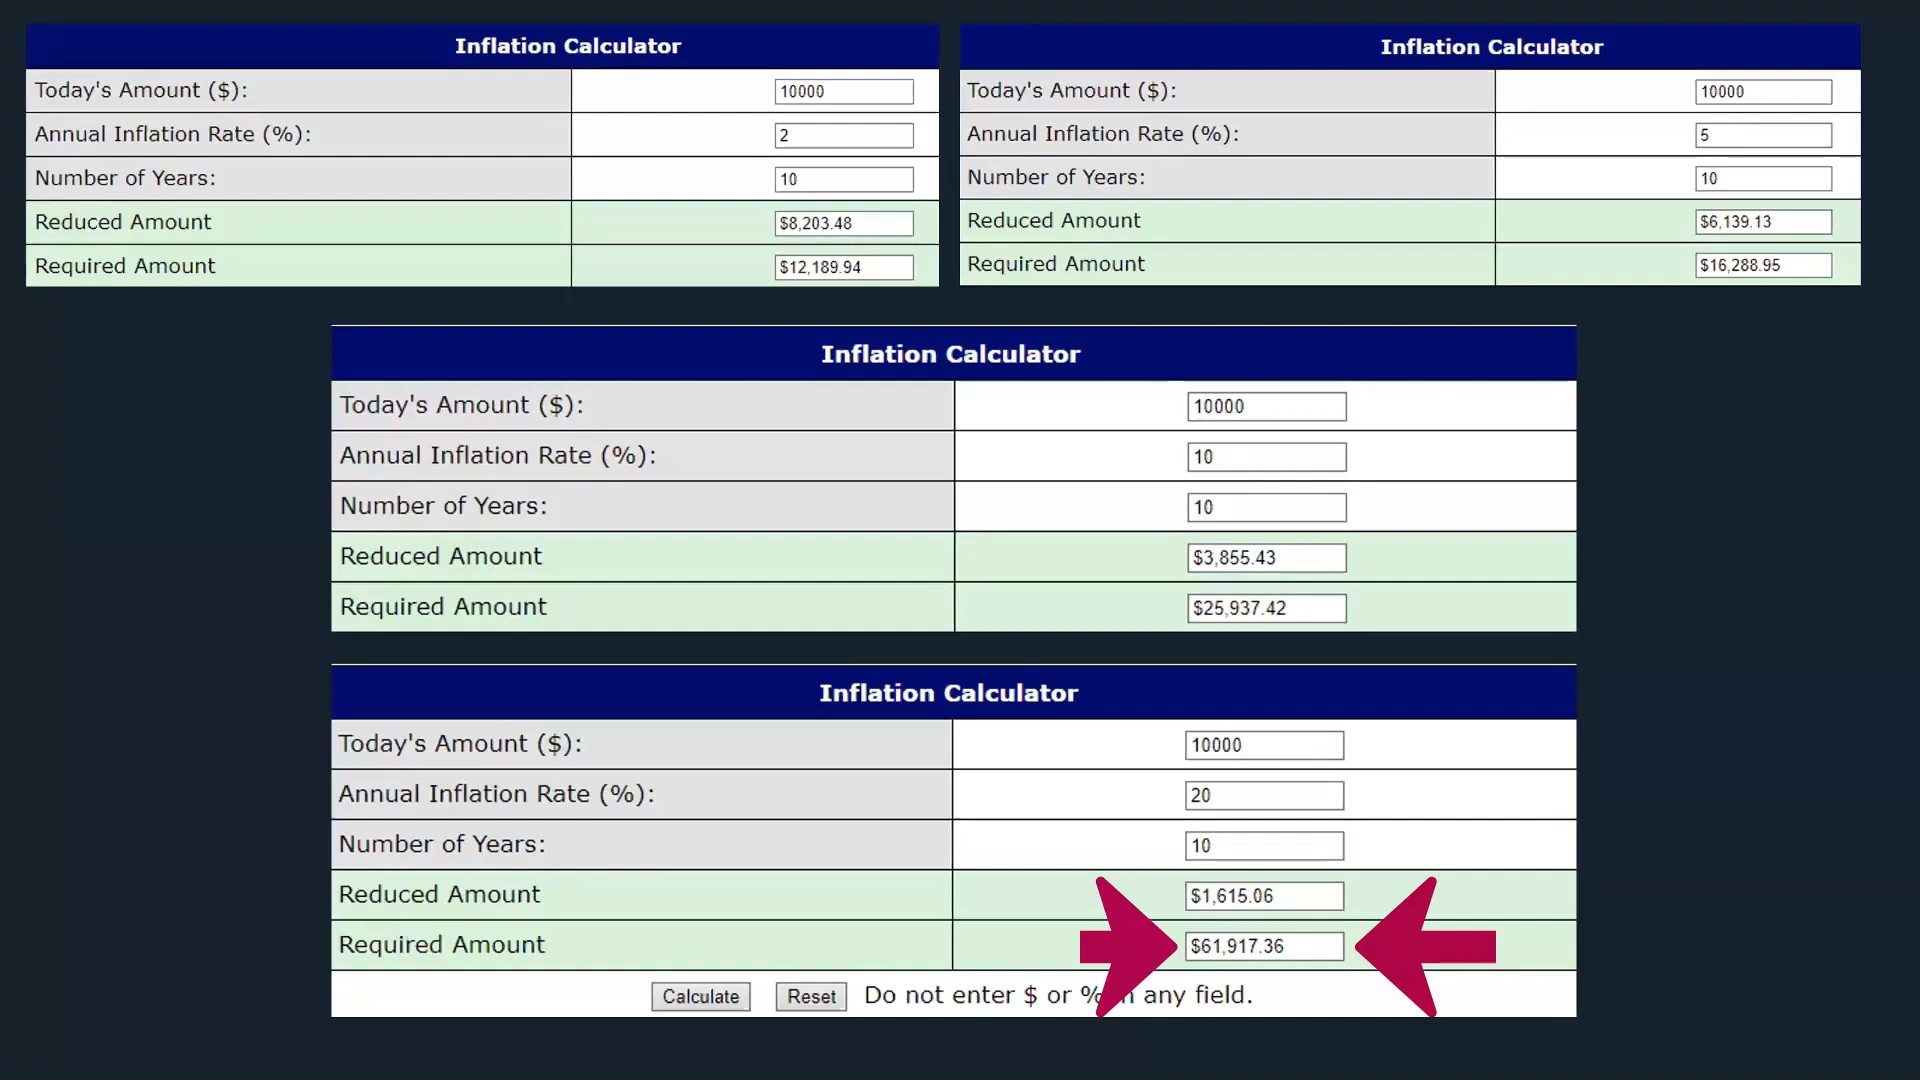 Inflation Calculator
Today's Amount ($): 10000
Annual Inflation Rate (%): 2
Number of Years: 10
Reduced Amount $8,203.48
Required Amount $12,189.94
Inflation Calculator
Today's Amount ($): 10000
Annual Inflation Rate (%): 5
Number of Years: 10
Reduced Amount $6,139.13
Required Amount $16,288.95
Inflation Calculator
Today's Amount ($): 10000
Annual Inflation Rate (%): 10
Number of Years: 10
Reduced Amount $3,855.43
Required Amount $25,937.42
Inflation Calculator
Today's Amount ($): 10000
Annual Inflation Rate (%): 20
Number of Years: 10
Reduced Amount $1,615.06
Required Amount $61,917.36
Calculate Reset Do not enter $ or % in any field.